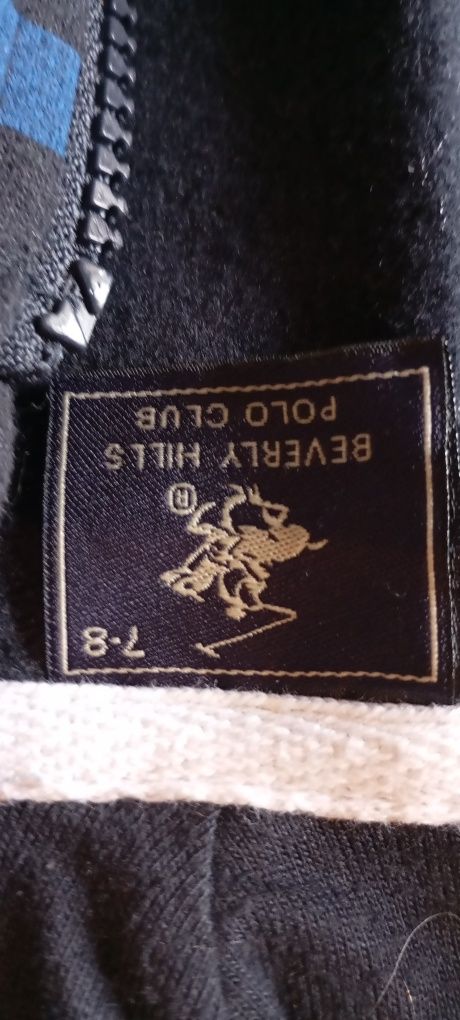 7-8
®
BEVERLY HILLS
POLO CLUB